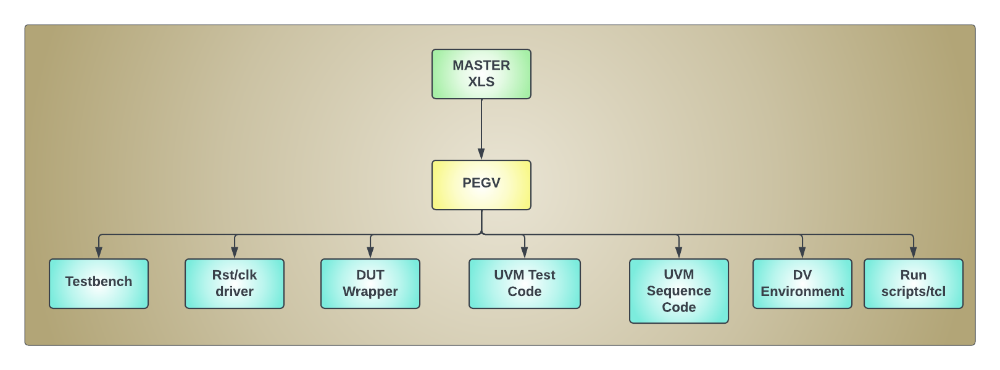 MASTER
XLS
PEGV
Testbench
Rst/clk
driver
DUT
Wrapper
UVM Test
Code
UVM
Sequence
Code
DV
Environment
Run
scripts/tcl